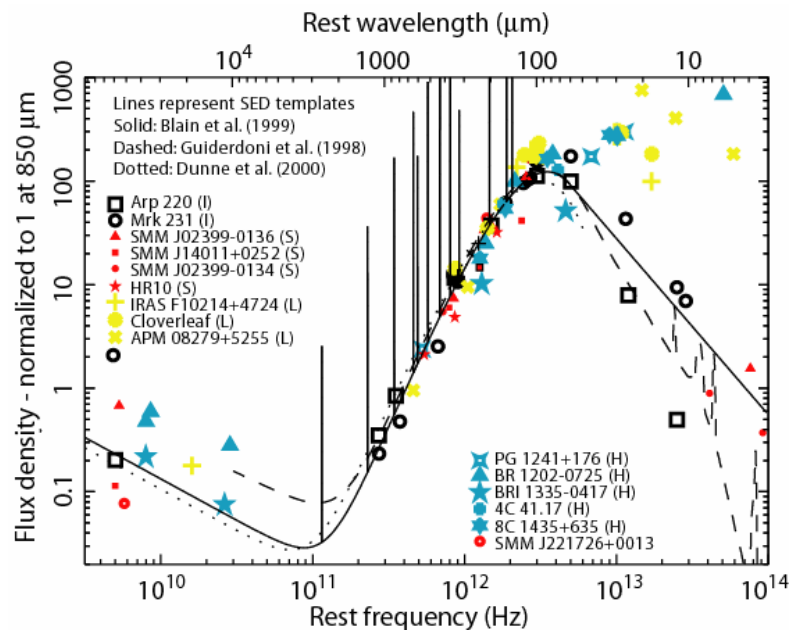 Rest wavelength (μm)
10⁴
1000
100
10
1000
100
10
1
0.1
Flux density - normalized to 1 at 850 μm
Lines represent SED templates
Solid: Blain et al. (1999)
Dashed: Guiderdoni et al. (1998)
Dotted: Dunne et al. (2000)
Arp 220 (I)
Mrk 231 (I)
SMM J02399-0136 (S)
SMM J14011+0252 (S)
SMM J02399-0134 (S)
HR10 (S)
IRAS F10214+4724 (L)
Cloverleaf (L)
APM 08279+5255 (L)
PG 1241+176 (H)
BR 1202-0725 (H)
BRI 1335-0417 (H)
4C 41.17 (H)
8C 1435+635 (H)
SMM J221726+0013
10¹⁰
10¹¹
10¹²
10¹³
10¹⁴
Rest frequency (Hz)